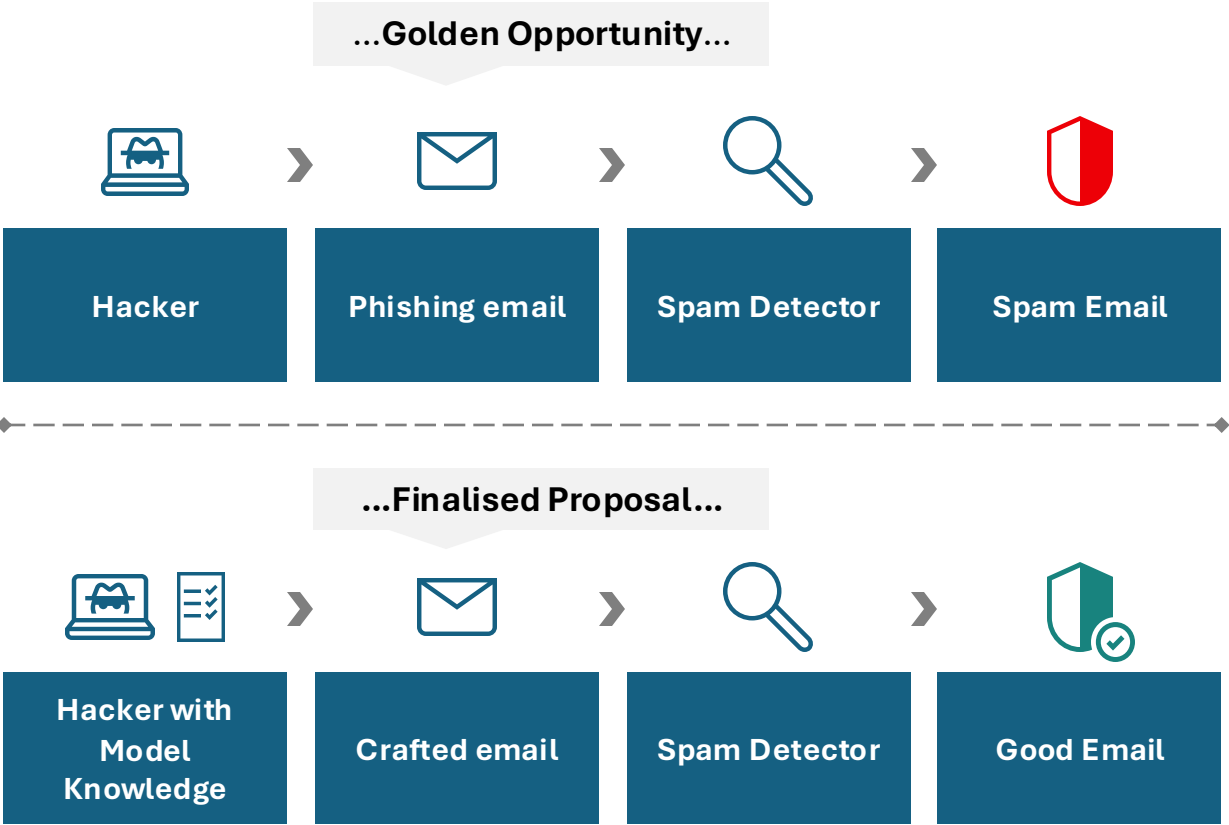 ...Golden Opportunity...
Hacker
Phishing email
Spam Detector
Spam Email
...Finalised Proposal...
Hacker with
Model
Knowledge
Crafted email
Spam Detector
Good Email